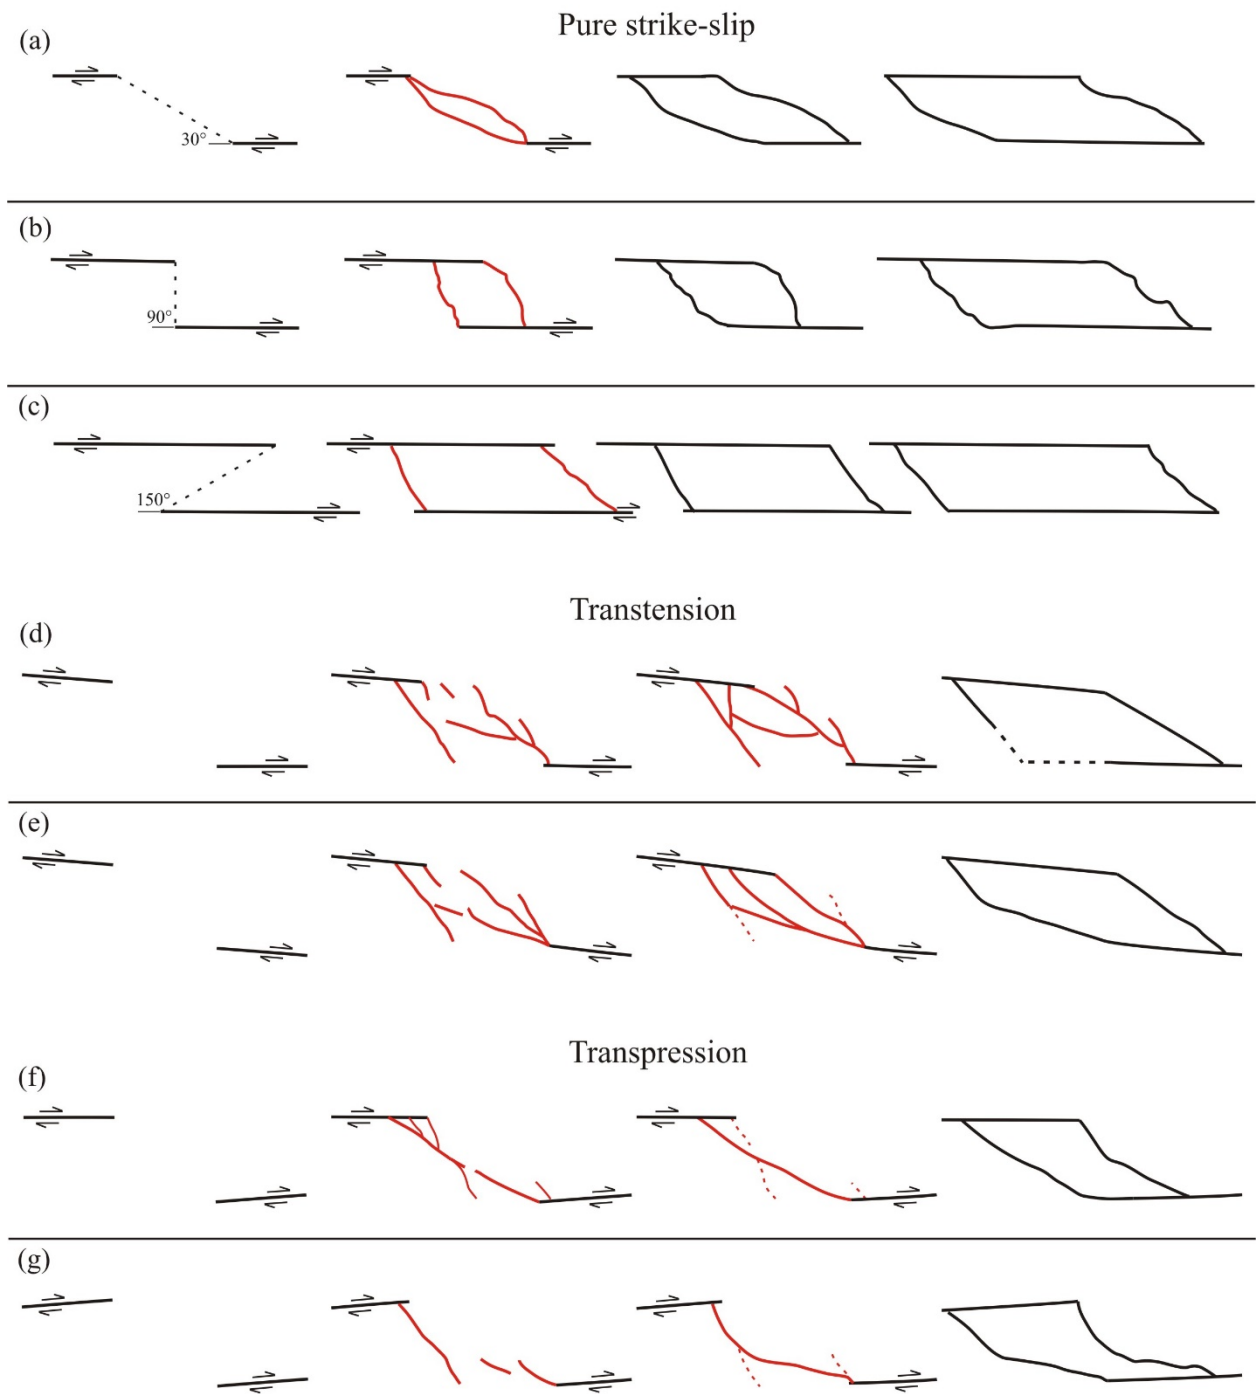 Pure strike-slip
(a)
30°
(b)
90°
(c)
150°
Transtension
(d)
(e)
Transpression
(f)
(g)